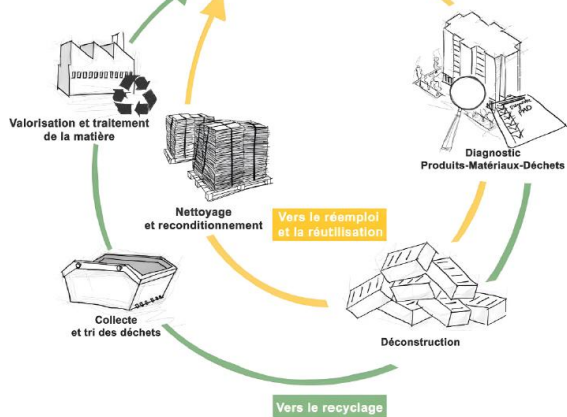 Valorisation et traitement
de la matière
Diagnostic
Produits-Matériaux-Déchets
Nettoyage
et reconditionnement
Vers le réemploi
et la réutilisation
Collecte
et tri des déchets
Déconstruction
Vers le recyclage